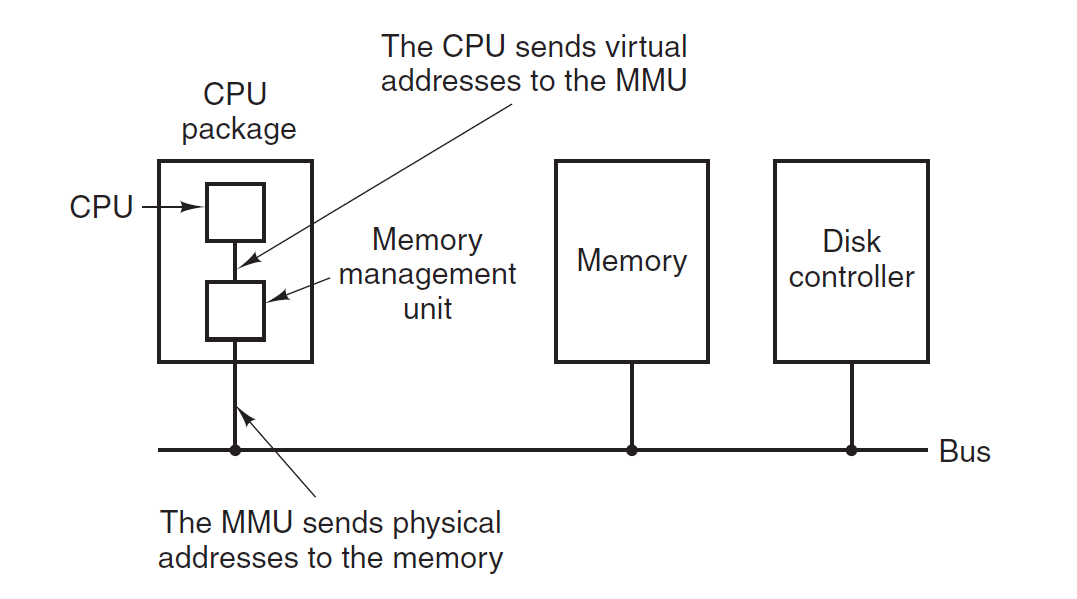 The CPU sends virtual
addresses to the MMU
CPU
package
CPU
Memory
management
unit
Memory
Disk
controller
Bus
The MMU sends physical
addresses to the memory